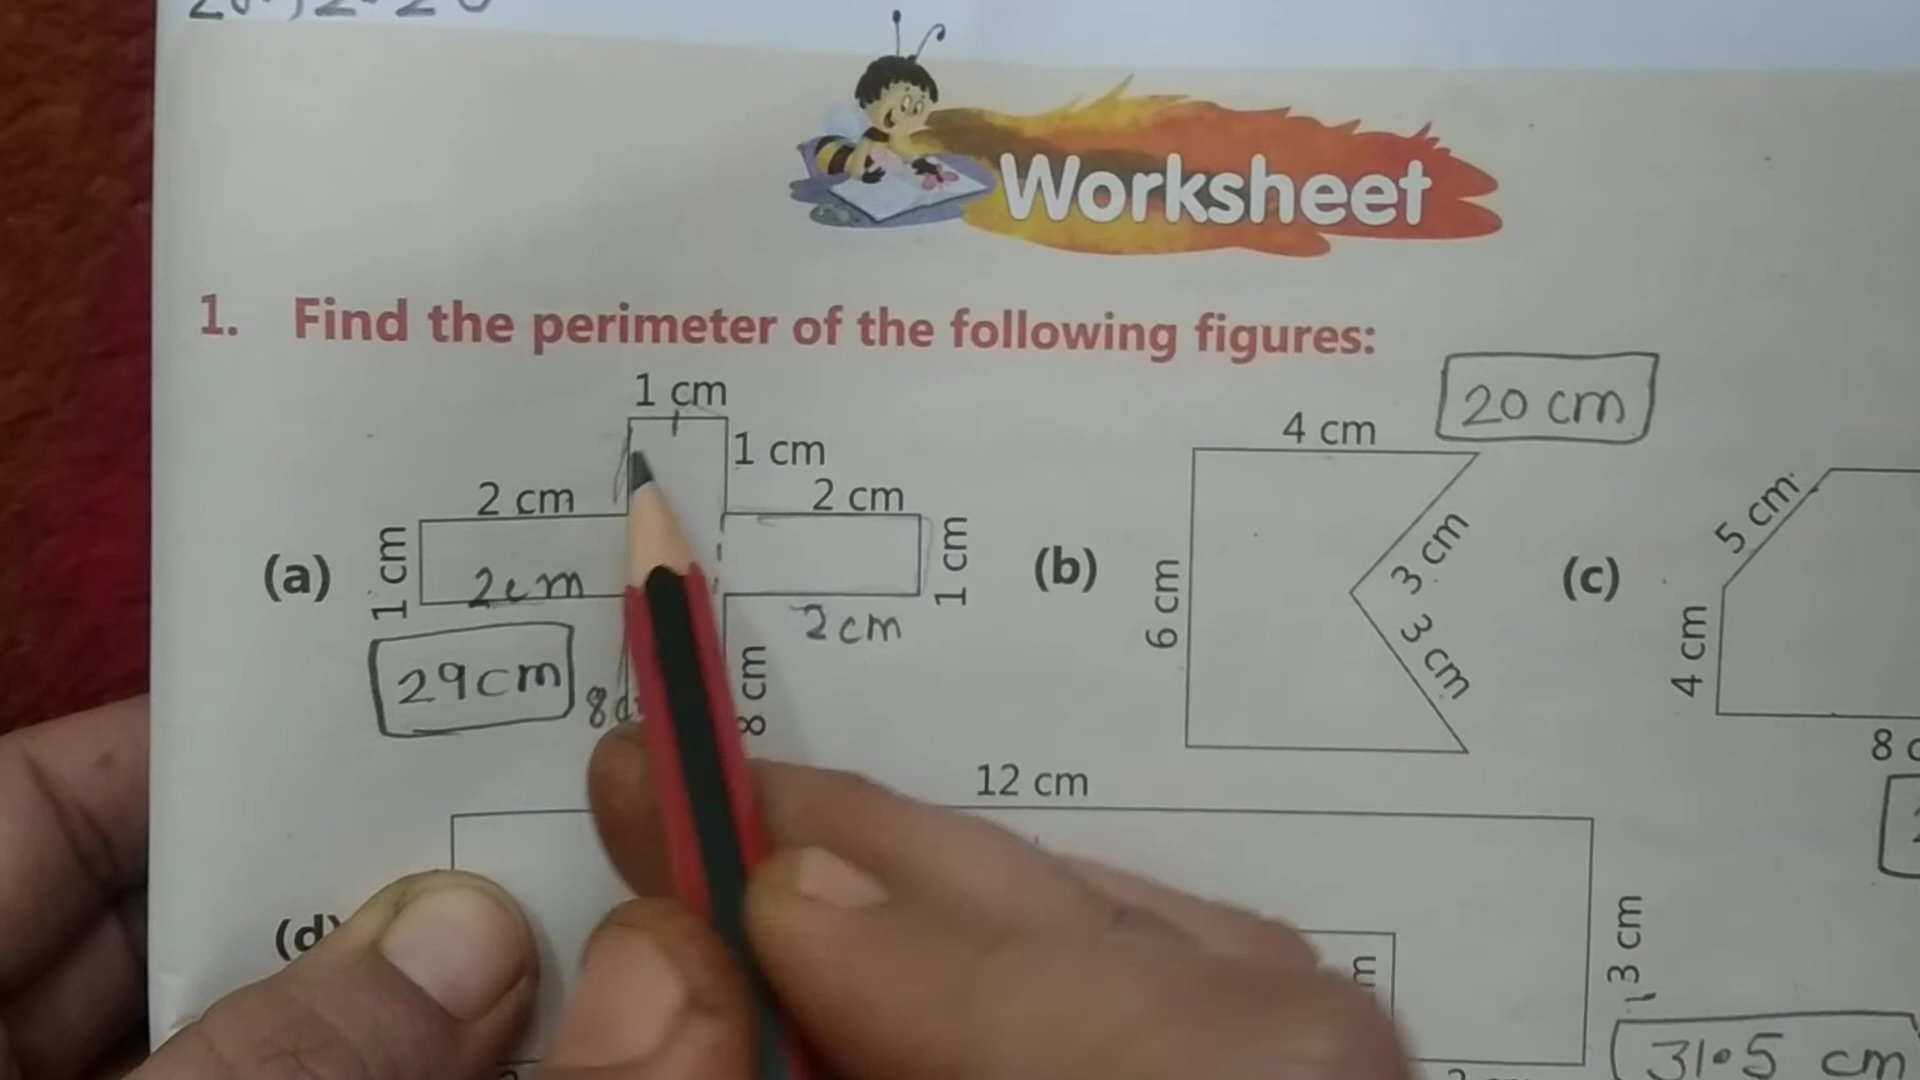 Worksheet
1. Find the perimeter of the following figures:
1 cm
1 cm
2 cm
2 cm
(a)
1 cm
2cm
1 cm
2cm
29cm
8 cm
20 cm
4 cm
(b)
6 cm
3 cm
3 cm
(c)
5 cm
4 cm
8 c
12 cm
(d)
3 cm
31.5 cm